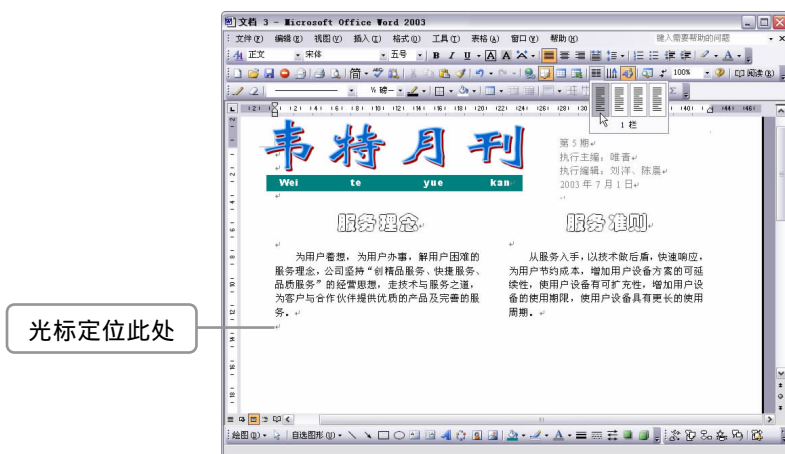 文档 3 - Microsoft Office Word 2003
文件(F) 编辑(E) 视图(V) 插入(I) 格式(O) 工具(T) 表格(A) 窗口(W) 帮助(H) 键入需要帮助的问题
正文 宋体 五号 B I U A A
100% 阅读(R)
1 栏
韦特月刊
Wei te yue kan
第 5 期
执行主编：唯青
执行编辑：刘洋、陈晨
2003 年 7 月 1 日
服务理念
为用户着想，为用户办事，解用户困难的
服务理念，公司坚持“创精品服务、快捷服务、
品质服务”的经营思想，走技术与服务之道，
为客户与合作伙伴提供优质的产品及完善的服
务。
服务准则
从服务入手，以技术做后盾，快速响应，
为用户节约成本，增加用户设备方案的可延
续性，使用户设备有可扩充性，增加用户设
备的使用期限，使用户设备具有更长的使用
周期。
光标定位此处
绘图(D) 自选图形(U)